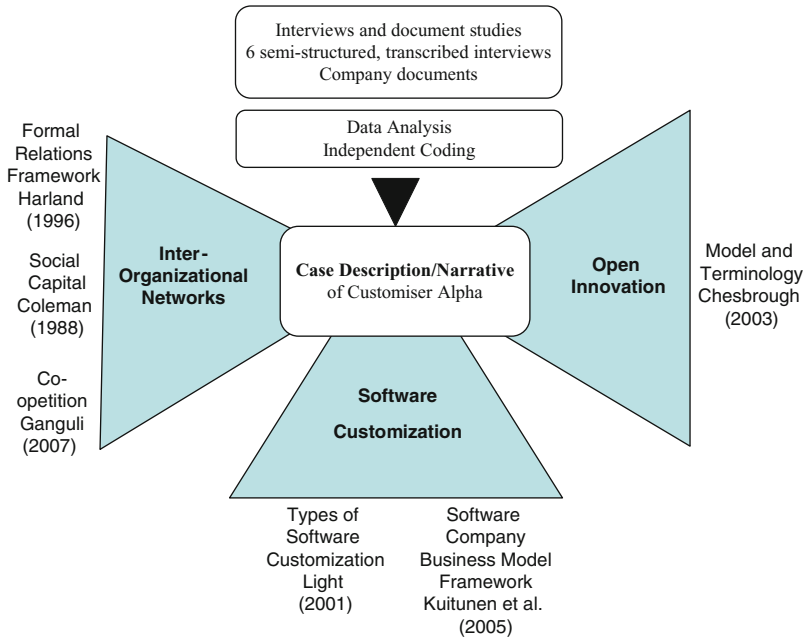 Interviews and document studies
6 semi-structured, transcribed interviews
Company documents
Data Analysis
Independent Coding
Formal
Relations
Framework
Harland
(1996)
Social
Capital
Coleman
(1988)
Co-
opetition
Ganguli
(2007)
Inter-
Organizational
Networks
Case Description/Narrative
of Customiser Alpha
Open
Innovation
Model and
Terminology
Chesbrough
(2003)
Software
Customization
Types of
Software
Customization
Light
(2001)
Software
Company
Business Model
Framework
Kuitunen et al.
(2005)